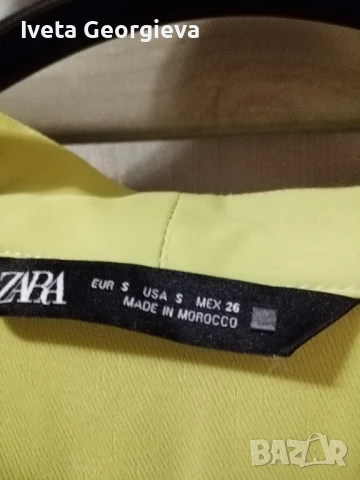 Iveta Georgieva
ZARA
EUR S USA S MEX 26
MADE IN MOROCCO
BAZAR